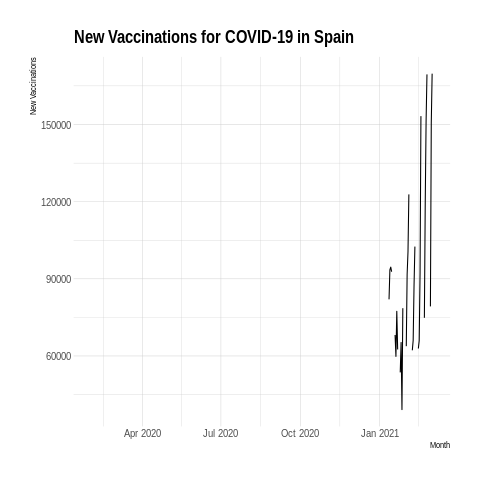 New Vaccinations for COVID-19 in Spain
New Vaccinations
150000
120000
90000
60000
Apr 2020 Jul 2020 Oct 2020 Jan 2021
Month